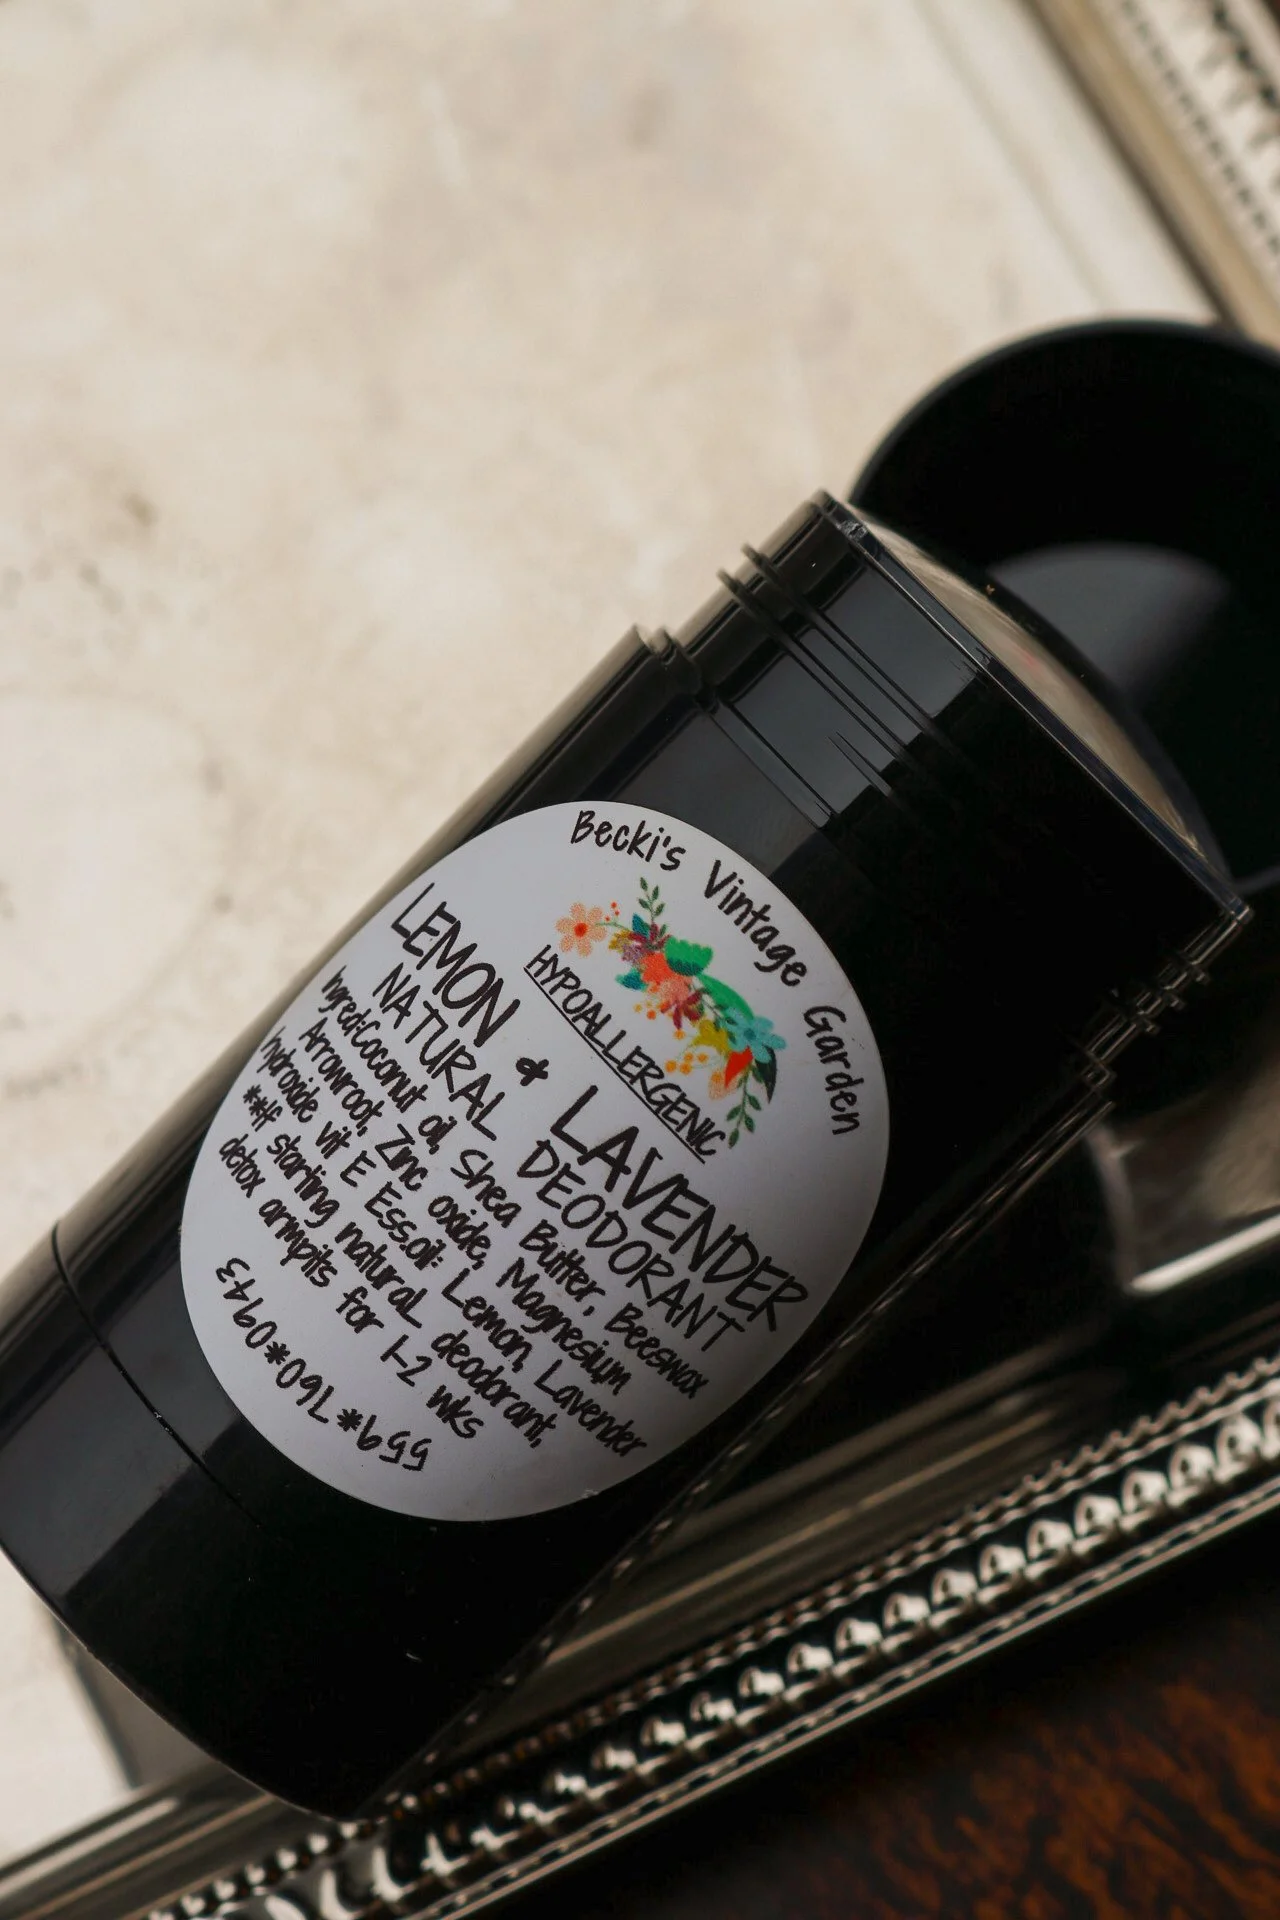 Becki's Vintage Garden
HYPOALLERGENIC
LEMON & LAVENDER
NATURAL DEODORANT
Ingred:Coconut oil, Shea Butter, Beeswax
Arrowroot, Zinc oxide, Magnesium
hydroxide vit E Ess.oil: Lemon, Lavender
**If starting natural deodorant,
detox armpits for 1-2 wks
559*760*0943